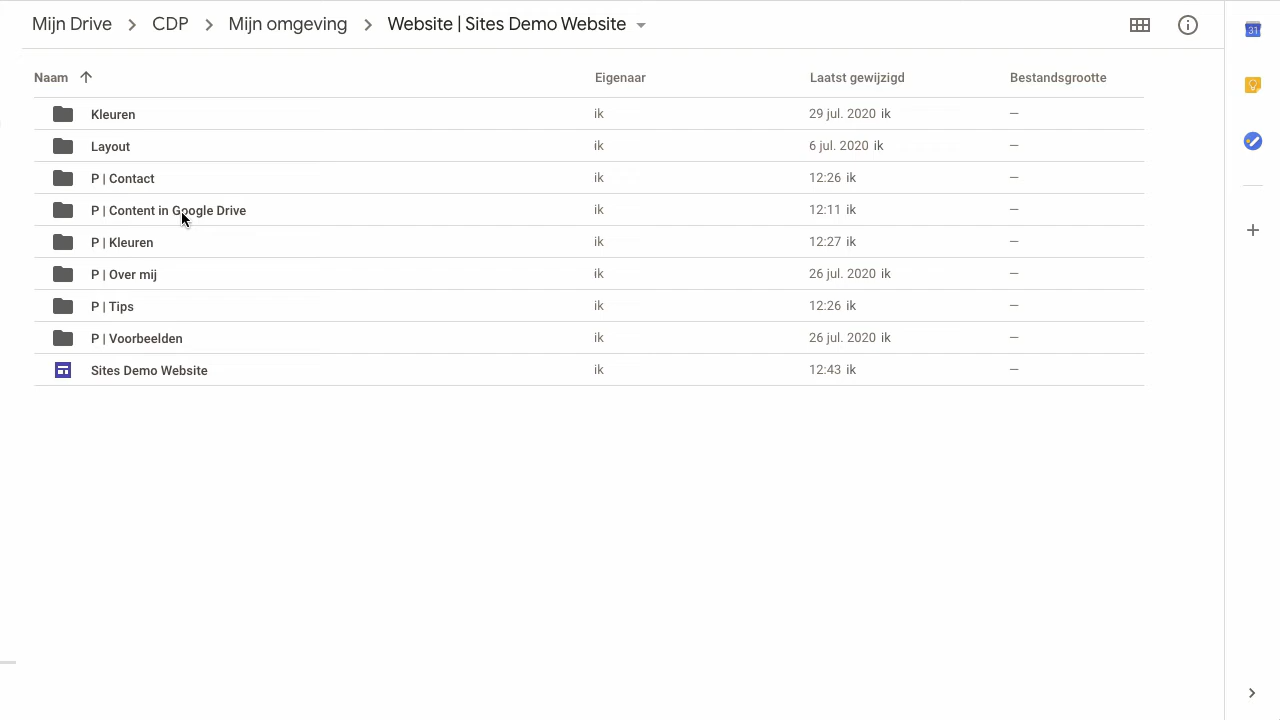 Mijn Drive > CDP > Mijn omgeving > Website | Sites Demo Website
Naam Eigenaar Laatst gewijzigd Bestandsgrootte
Kleuren ik 29 jul. 2020 ik —
Layout ik 6 jul. 2020 ik —
P | Contact ik 12:26 ik —
P | Content in Google Drive ik 12:11 ik —
P | Kleuren ik 12:27 ik —
P | Over mij ik 26 jul. 2020 ik —
P | Tips ik 12:26 ik —
P | Voorbeelden ik 26 jul. 2020 ik —
Sites Demo Website ik 12:43 ik —
31